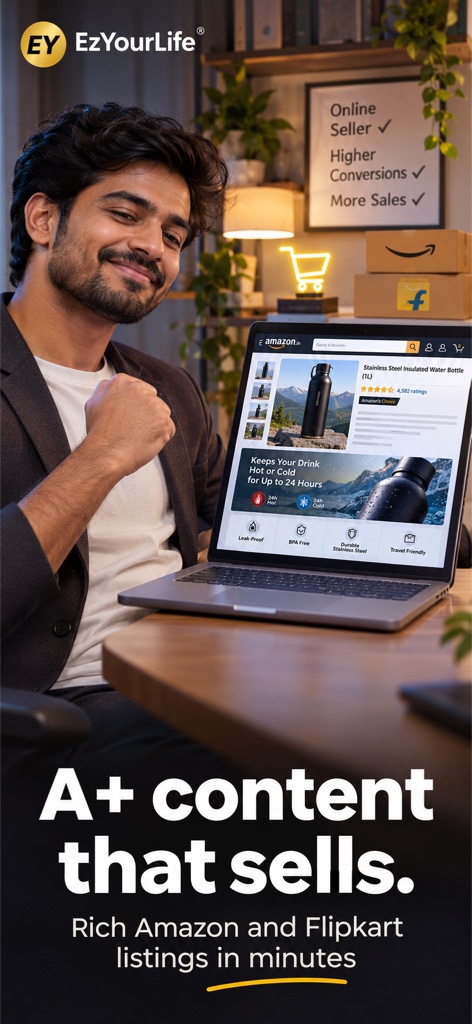 EY EzYourLife®
Online
Seller ✓
Higher
Conversions ✓
More Sales ✓
amazon.in
Stainless Steel Insulated Water Bottle
(1L)
4,582 ratings
Amazon's Choice
Keeps Your Drink
Hot or Cold
for Up to 24 Hours
24h
Hot
24h
Cold
Leak-Proof
BPA Free
Durable
Stainless Steel
Travel Friendly
A+ content
that sells.
Rich Amazon and Flipkart
listings in minutes